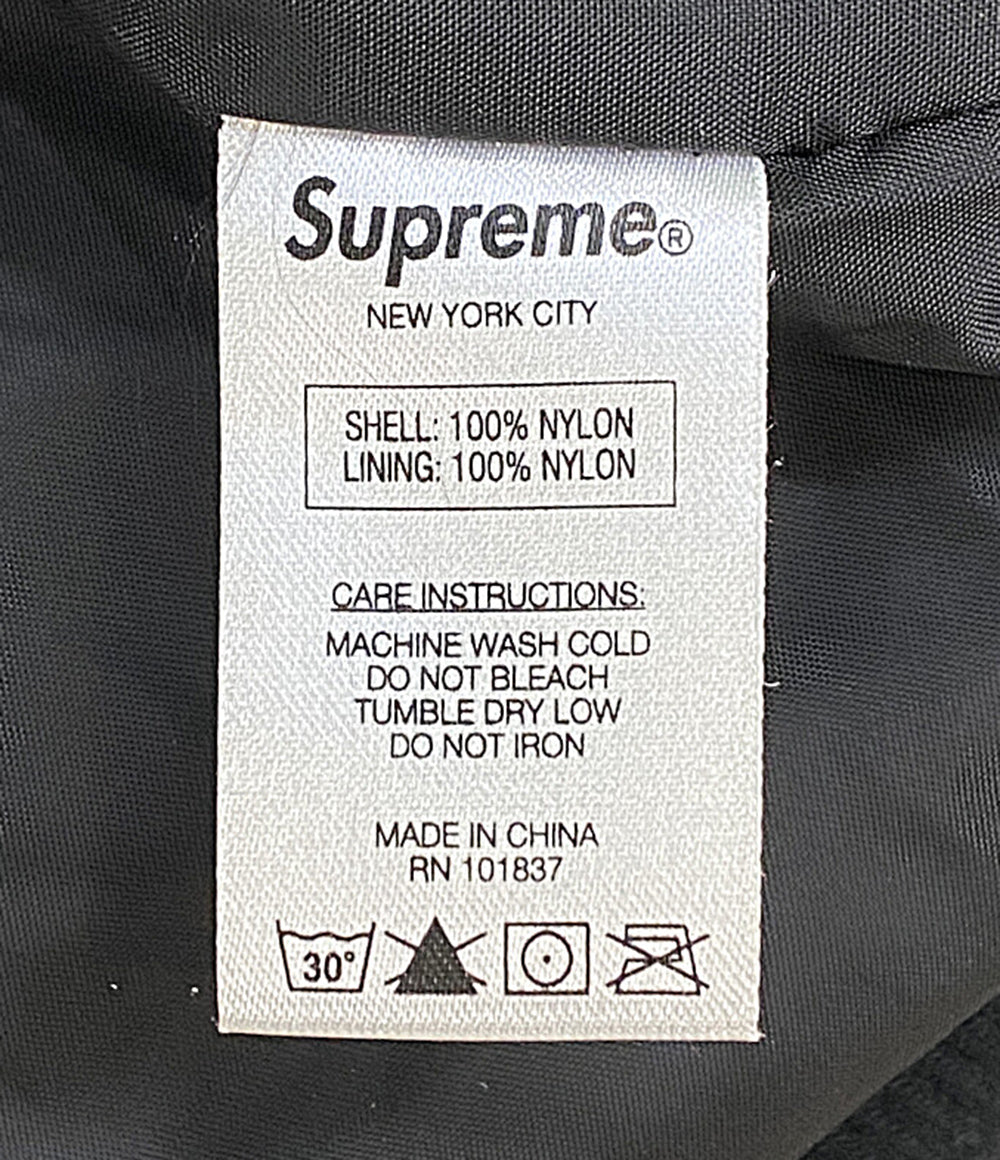 Supreme®
NEW YORK CITY
SHELL: 100% NYLON
LINING: 100% NYLON
CARE INSTRUCTIONS:
MACHINE WASH COLD
DO NOT BLEACH
TUMBLE DRY LOW
DO NOT IRON
MADE IN CHINA
RN 101837
30°